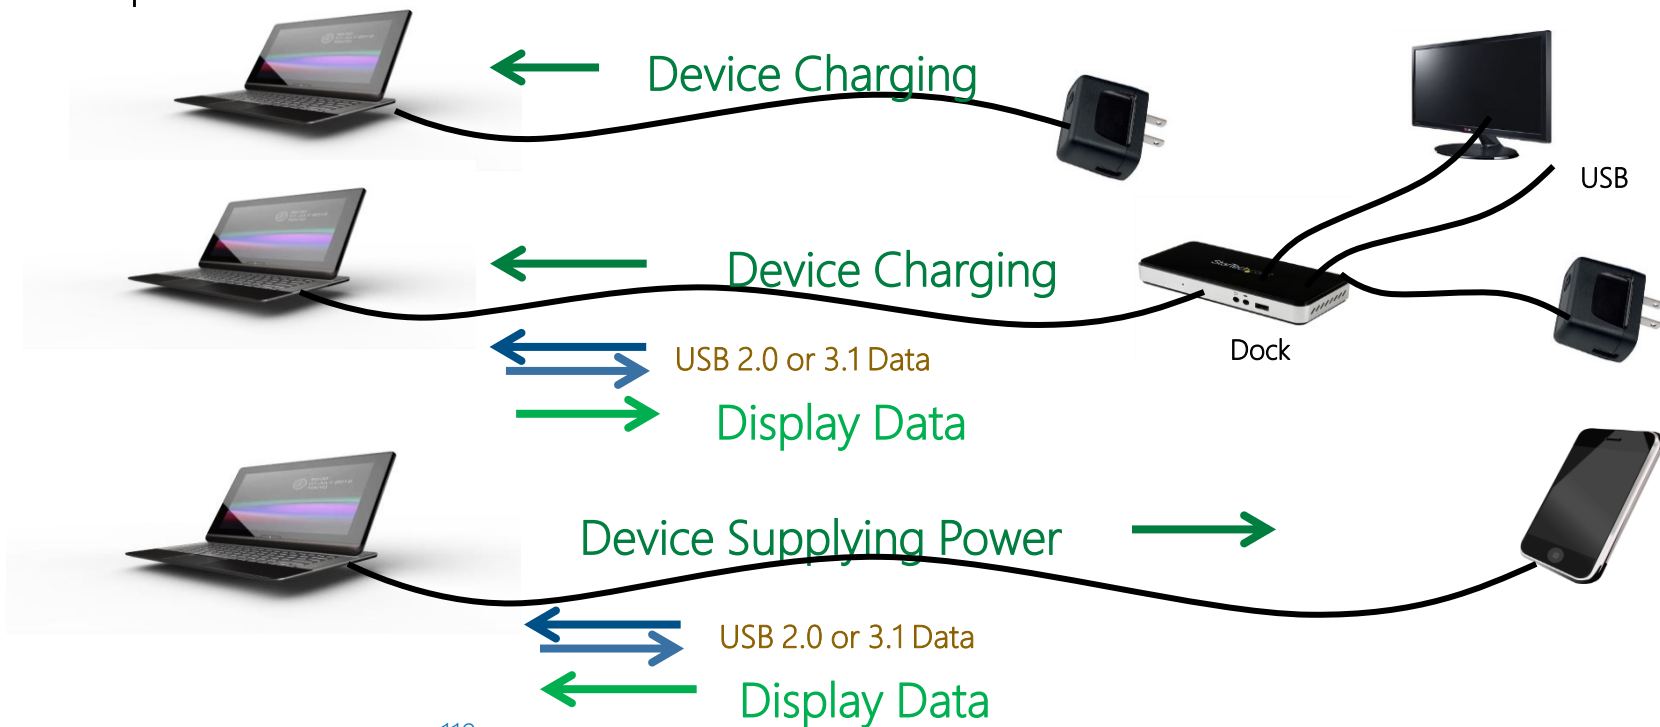 Device Charging
USB
Device Charging
StarTech
Dock
USB 2.0 or 3.1 Data
Display Data
Device Supplying Power
USB 2.0 or 3.1 Data
Display Data